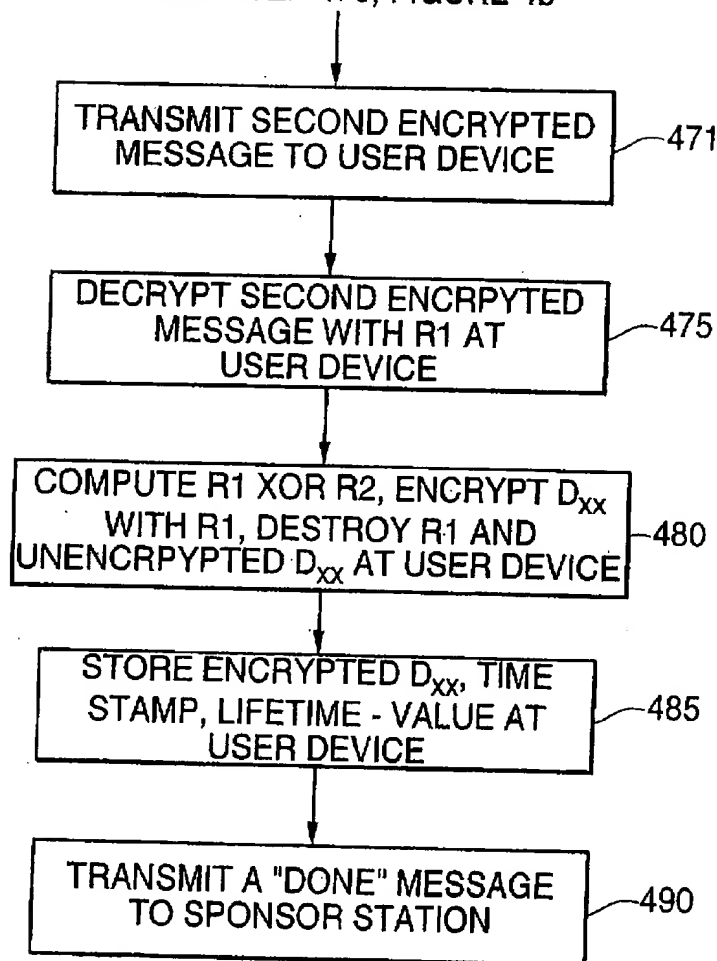 FIGURE 4b
TRANSMIT SECOND ENCRYPTED
MESSAGE TO USER DEVICE
471
DECRYPT SECOND ENCRPYTED
MESSAGE WITH R1 AT
USER DEVICE
475
COMPUTE R1 XOR R2, ENCRYPT DXX
WITH R1, DESTROY R1 AND
UNENCRPYPTED DXX AT USER DEVICE
480
STORE ENCRYPTED DXX, TIME
STAMP, LIFETIME - VALUE AT
USER DEVICE
485
TRANSMIT A "DONE" MESSAGE
TO SPONSOR STATION
490